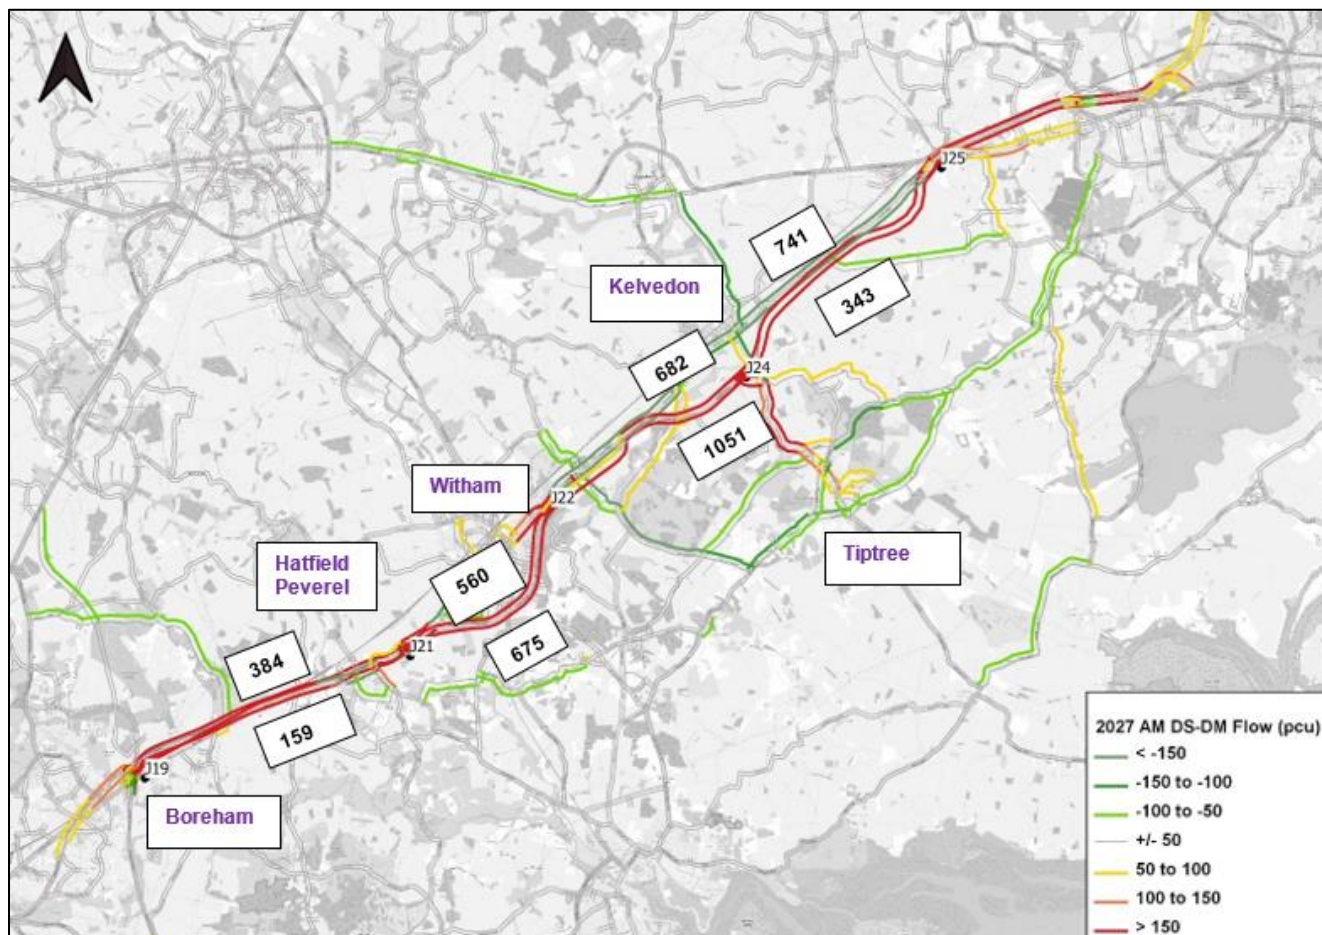 J25
741
Kelvedon
343
682
J24
1051
Witham
J22
Tiptree
Hatfield
Peverel
560
J21
675
384
159
J19
Boreham
2027 AM DS-DM Flow (pcu)
< -150
-150 to -100
-100 to -50
+/- 50
50 to 100
100 to 150
> 150